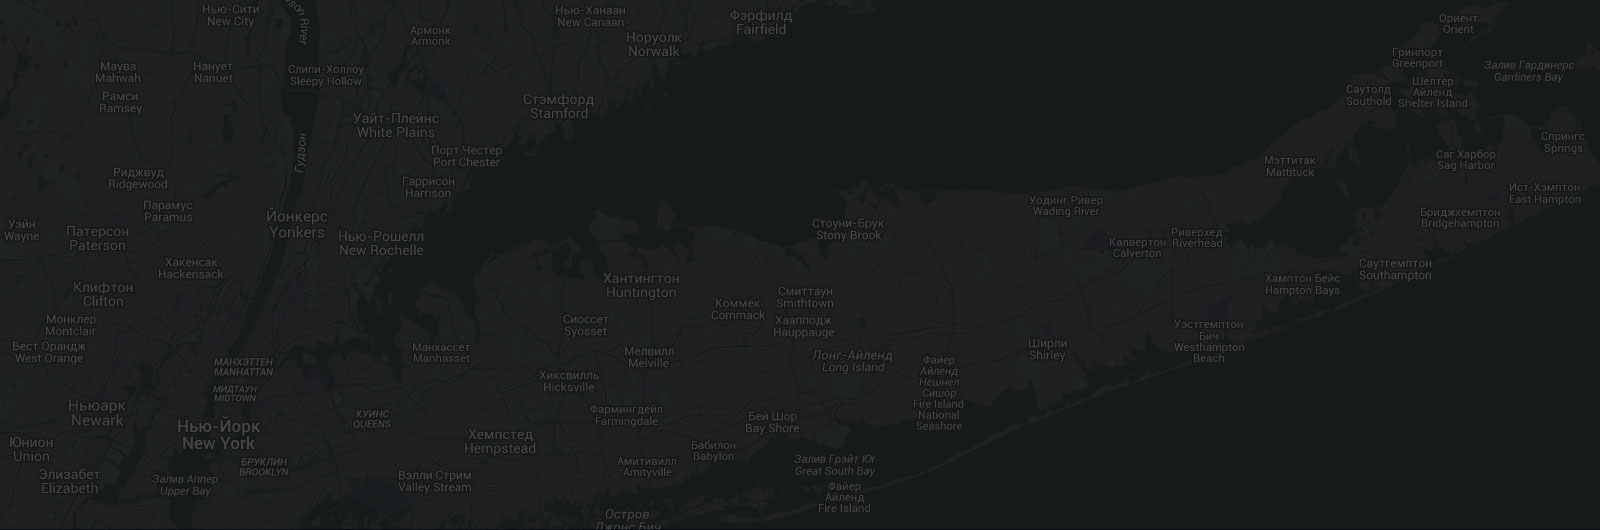 Нью-Сити
New City
Нью-Ханаан
New Canaan
Фэрфилд
Fairfield
Ориент
Orient
Армонк
Armonk
Норуолк
Norwalk
Гринпорт
Greenport
Маува
Mahwah
Нанует
Nanuet
Слипи-Холлоу
Sleepy Hollow
Залив Гардинерс
Gardiners Bay
Шелтер
Айленд
Shelter Island
Саутолд
Southold
Рамси
Ramsey
Стэмфорд
Stamford
Уайт-Плейнс
White Plains
Гудзон
Порт Честер
Port Chester
Спрингс
Springs
Мэттитак
Mattituck
Саг Харбор
Sag Harbor
Риджвуд
Ridgewood
Гаррисон
Harrison
Ист-Хэмптон
East Hampton
Парамус
Paramus
Уодинг Ривер
Wading River
Бриджхемптон
Bridgehampton
Йонкерс
Yonkers
Уэйн
Wayne
Патерсон
Paterson
Стоуни-Брук
Stony Brook
Нью-Рошелл
New Rochelle
Риверхед
Riverhead
Калвертон
Calverton
Хакенсак
Hackensack
Саутгемптон
Southampton
Хантингтон
Huntington
Хамптон Бейс
Hampton Bays
Клифтон
Clifton
Смиттаун
Smithtown
Коммек
Commack
Монклер
Montclair
Сиоссет
Syosset
Хаапподж
Hauppauge
Уэстгемптон
Бич
Westhampton
Beach
Вест Орандж
West Orange
Манхассет
Manhasset
Мелвилл
Melville
Лонг-Айленд
Long Island
Ширли
Shirley
МАНХЭТТЕН
MANHATTAN
Файер
Айленд
Нешнел
Сишор
Fire Island
National
Seashore
Хиксвилль
Hicksville
МИДТАУН
MIDTOWN
Ньюарк
Newark
КУИНС
QUEENS
Фармингдейл
Farmingdale
Бей Шор
Bay Shore
Нью-Йорк
New York
Хемпстед
Hempstead
Юнион
Union
Бабилон
Babylon
БРУКЛИН
BROOKLYN
Амитивилл
Amityville
Залив Грэйт Юг
Great South Bay
Элизабет
Elizabeth
Залив Аппер
Upper Bay
Вэлли Стрим
Valley Stream
Файер
Айленд
Fire Island
Остров
Джонс Бич